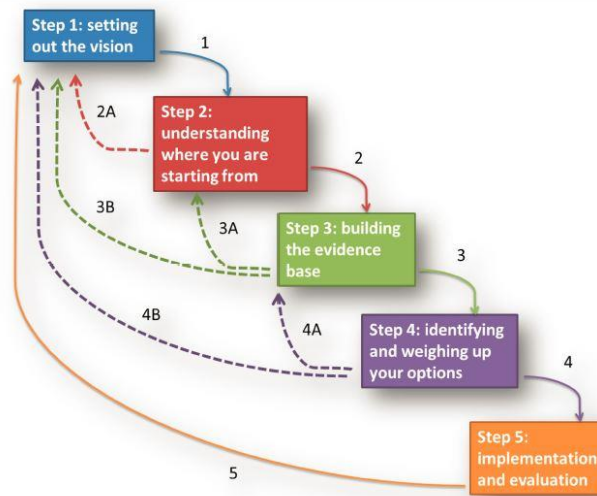 Step 1: setting
out the vision
1
2A
Step 2:
understanding
where you are
starting from
2
3B
3A
Step 3: building
the evidence
base
3
4B
4A
Step 4: identifying
and weighing up
your options
4
5
Step 5:
implementation
and evaluation